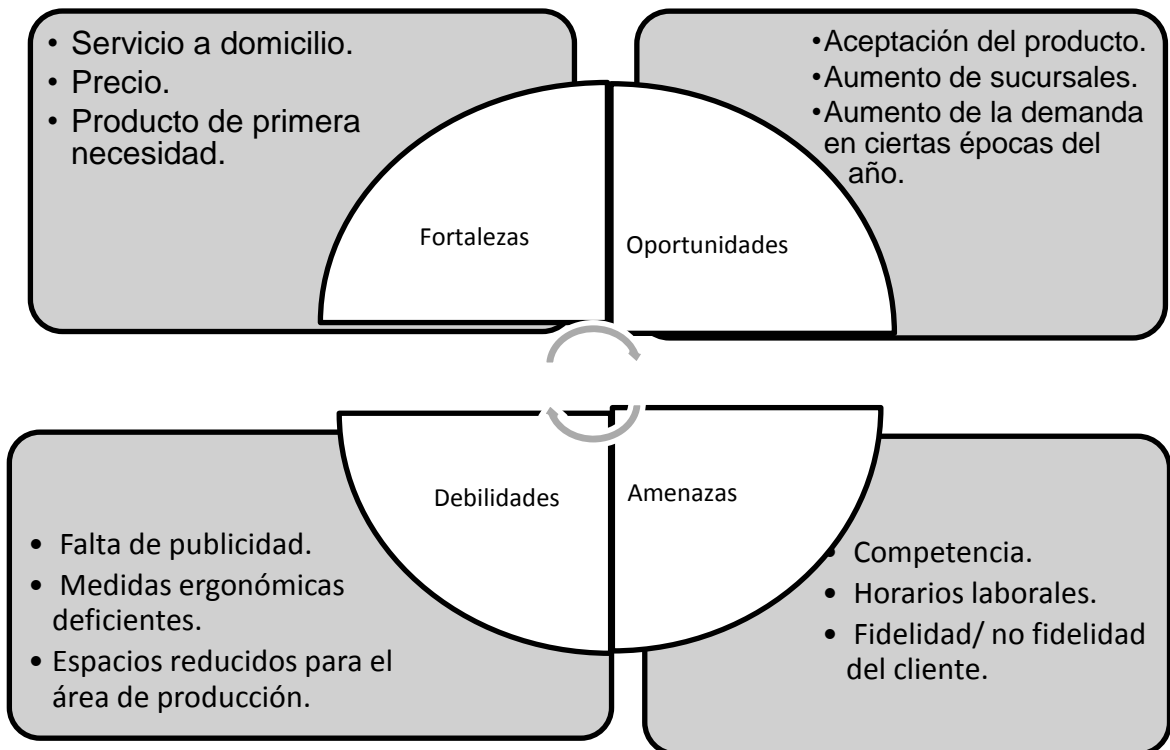 • Servicio a domicilio.
• Precio.
• Producto de primera
necesidad.
•Aceptación del producto.
•Aumento de sucursales.
•Aumento de la demanda
en ciertas épocas del
año.
Fortalezas
Oportunidades
Debilidades
Amenazas
• Falta de publicidad.
• Medidas ergonómicas
deficientes.
• Espacios reducidos para el
área de producción.
• Competencia.
• Horarios laborales.
• Fidelidad/ no fidelidad
del cliente.